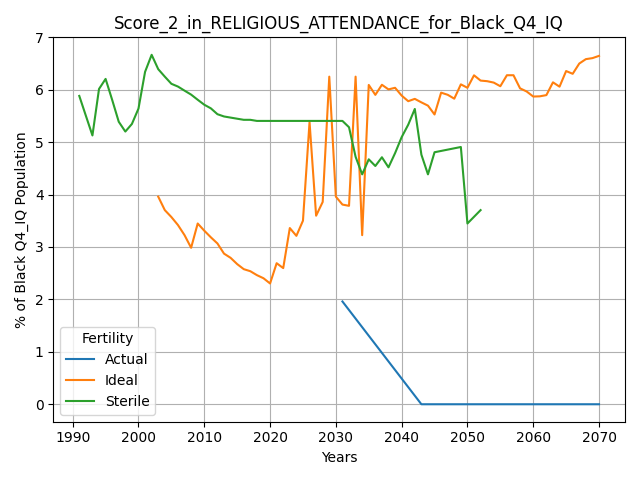 Score_2_in_RELIGIOUS_ATTENDANCE_for_Black_Q4_IQ
% of Black Q4_IQ Population
7
6
5
4
3
2
1
0
Fertility
Actual
Ideal
Sterile
1990 2000 2010 2020 2030 2040 2050 2060 2070
Years